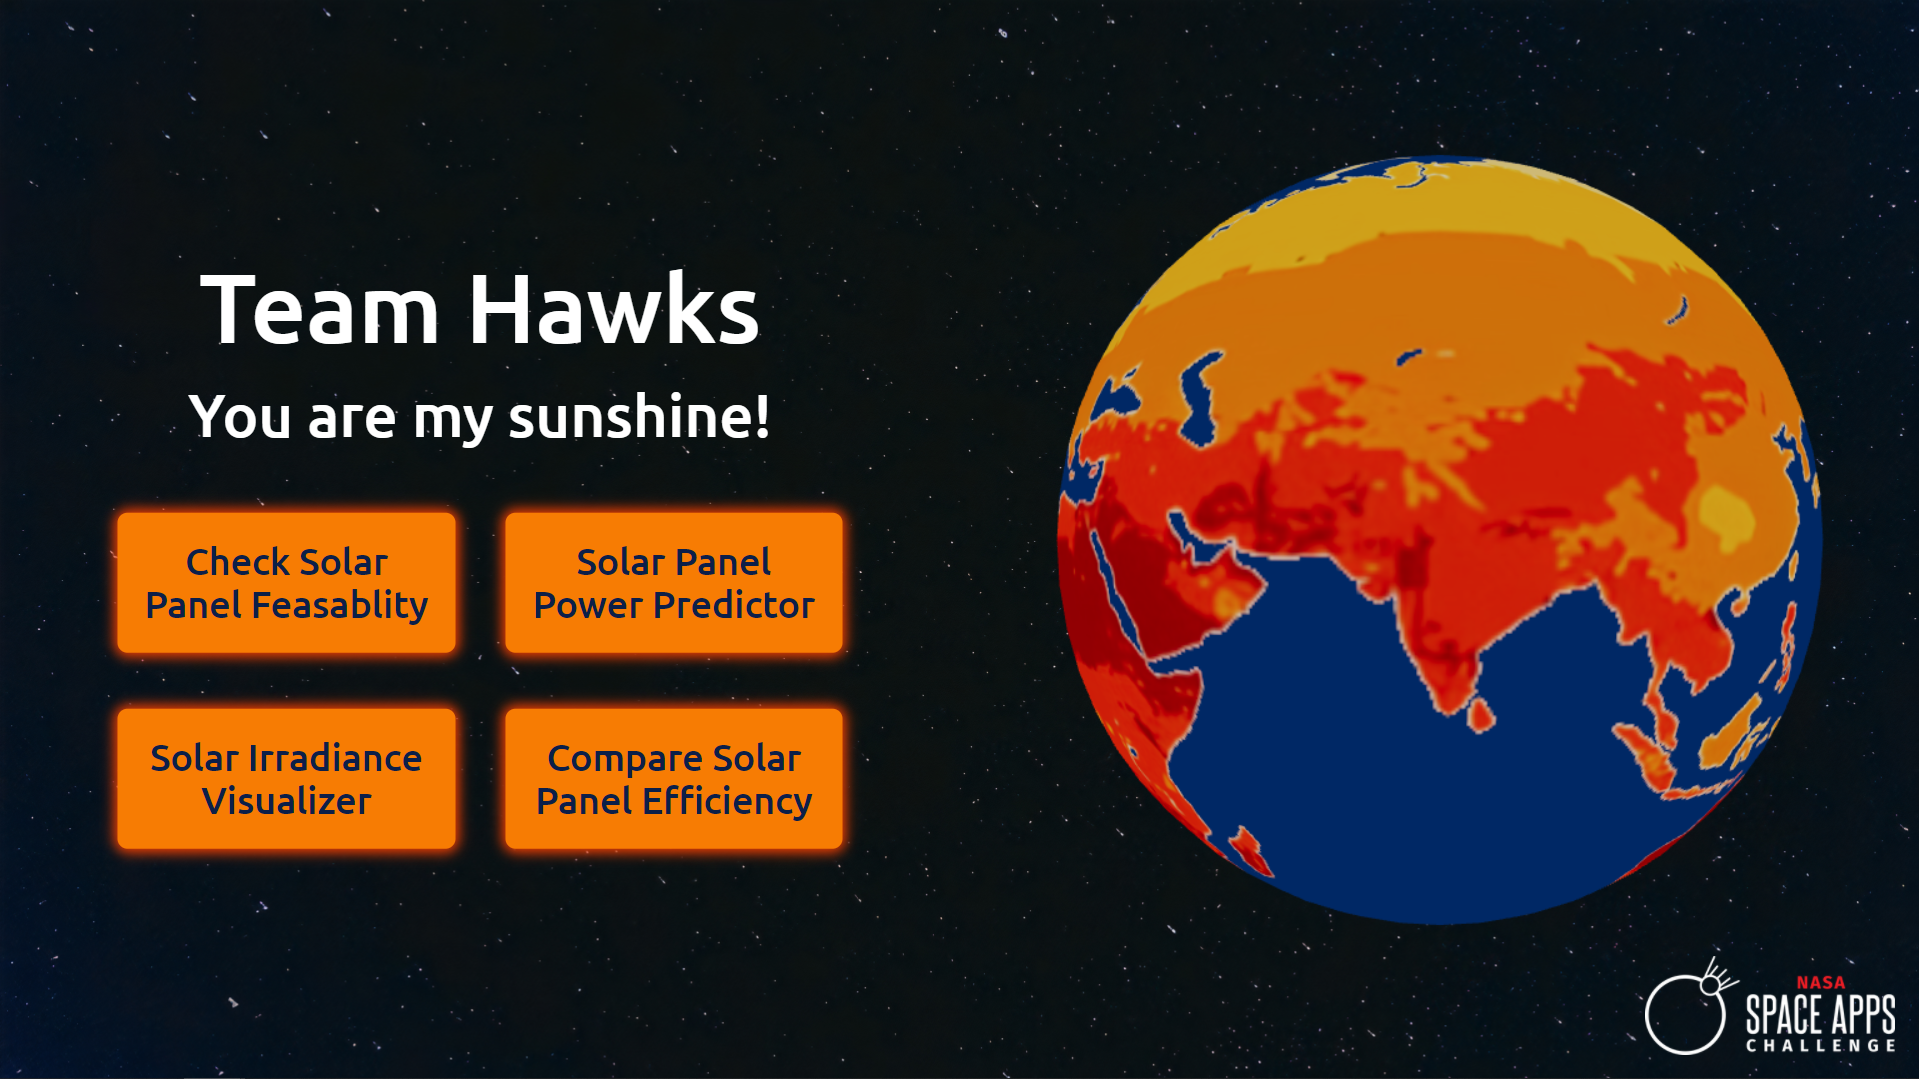 Team Hawks
You are my sunshine!
Check Solar
Panel Feasablity
Solar Panel
Power Predictor
Solar Irradiance
Visualizer
Compare Solar
Panel Efficiency
NASA
SPACE APPS
CHALLENGE